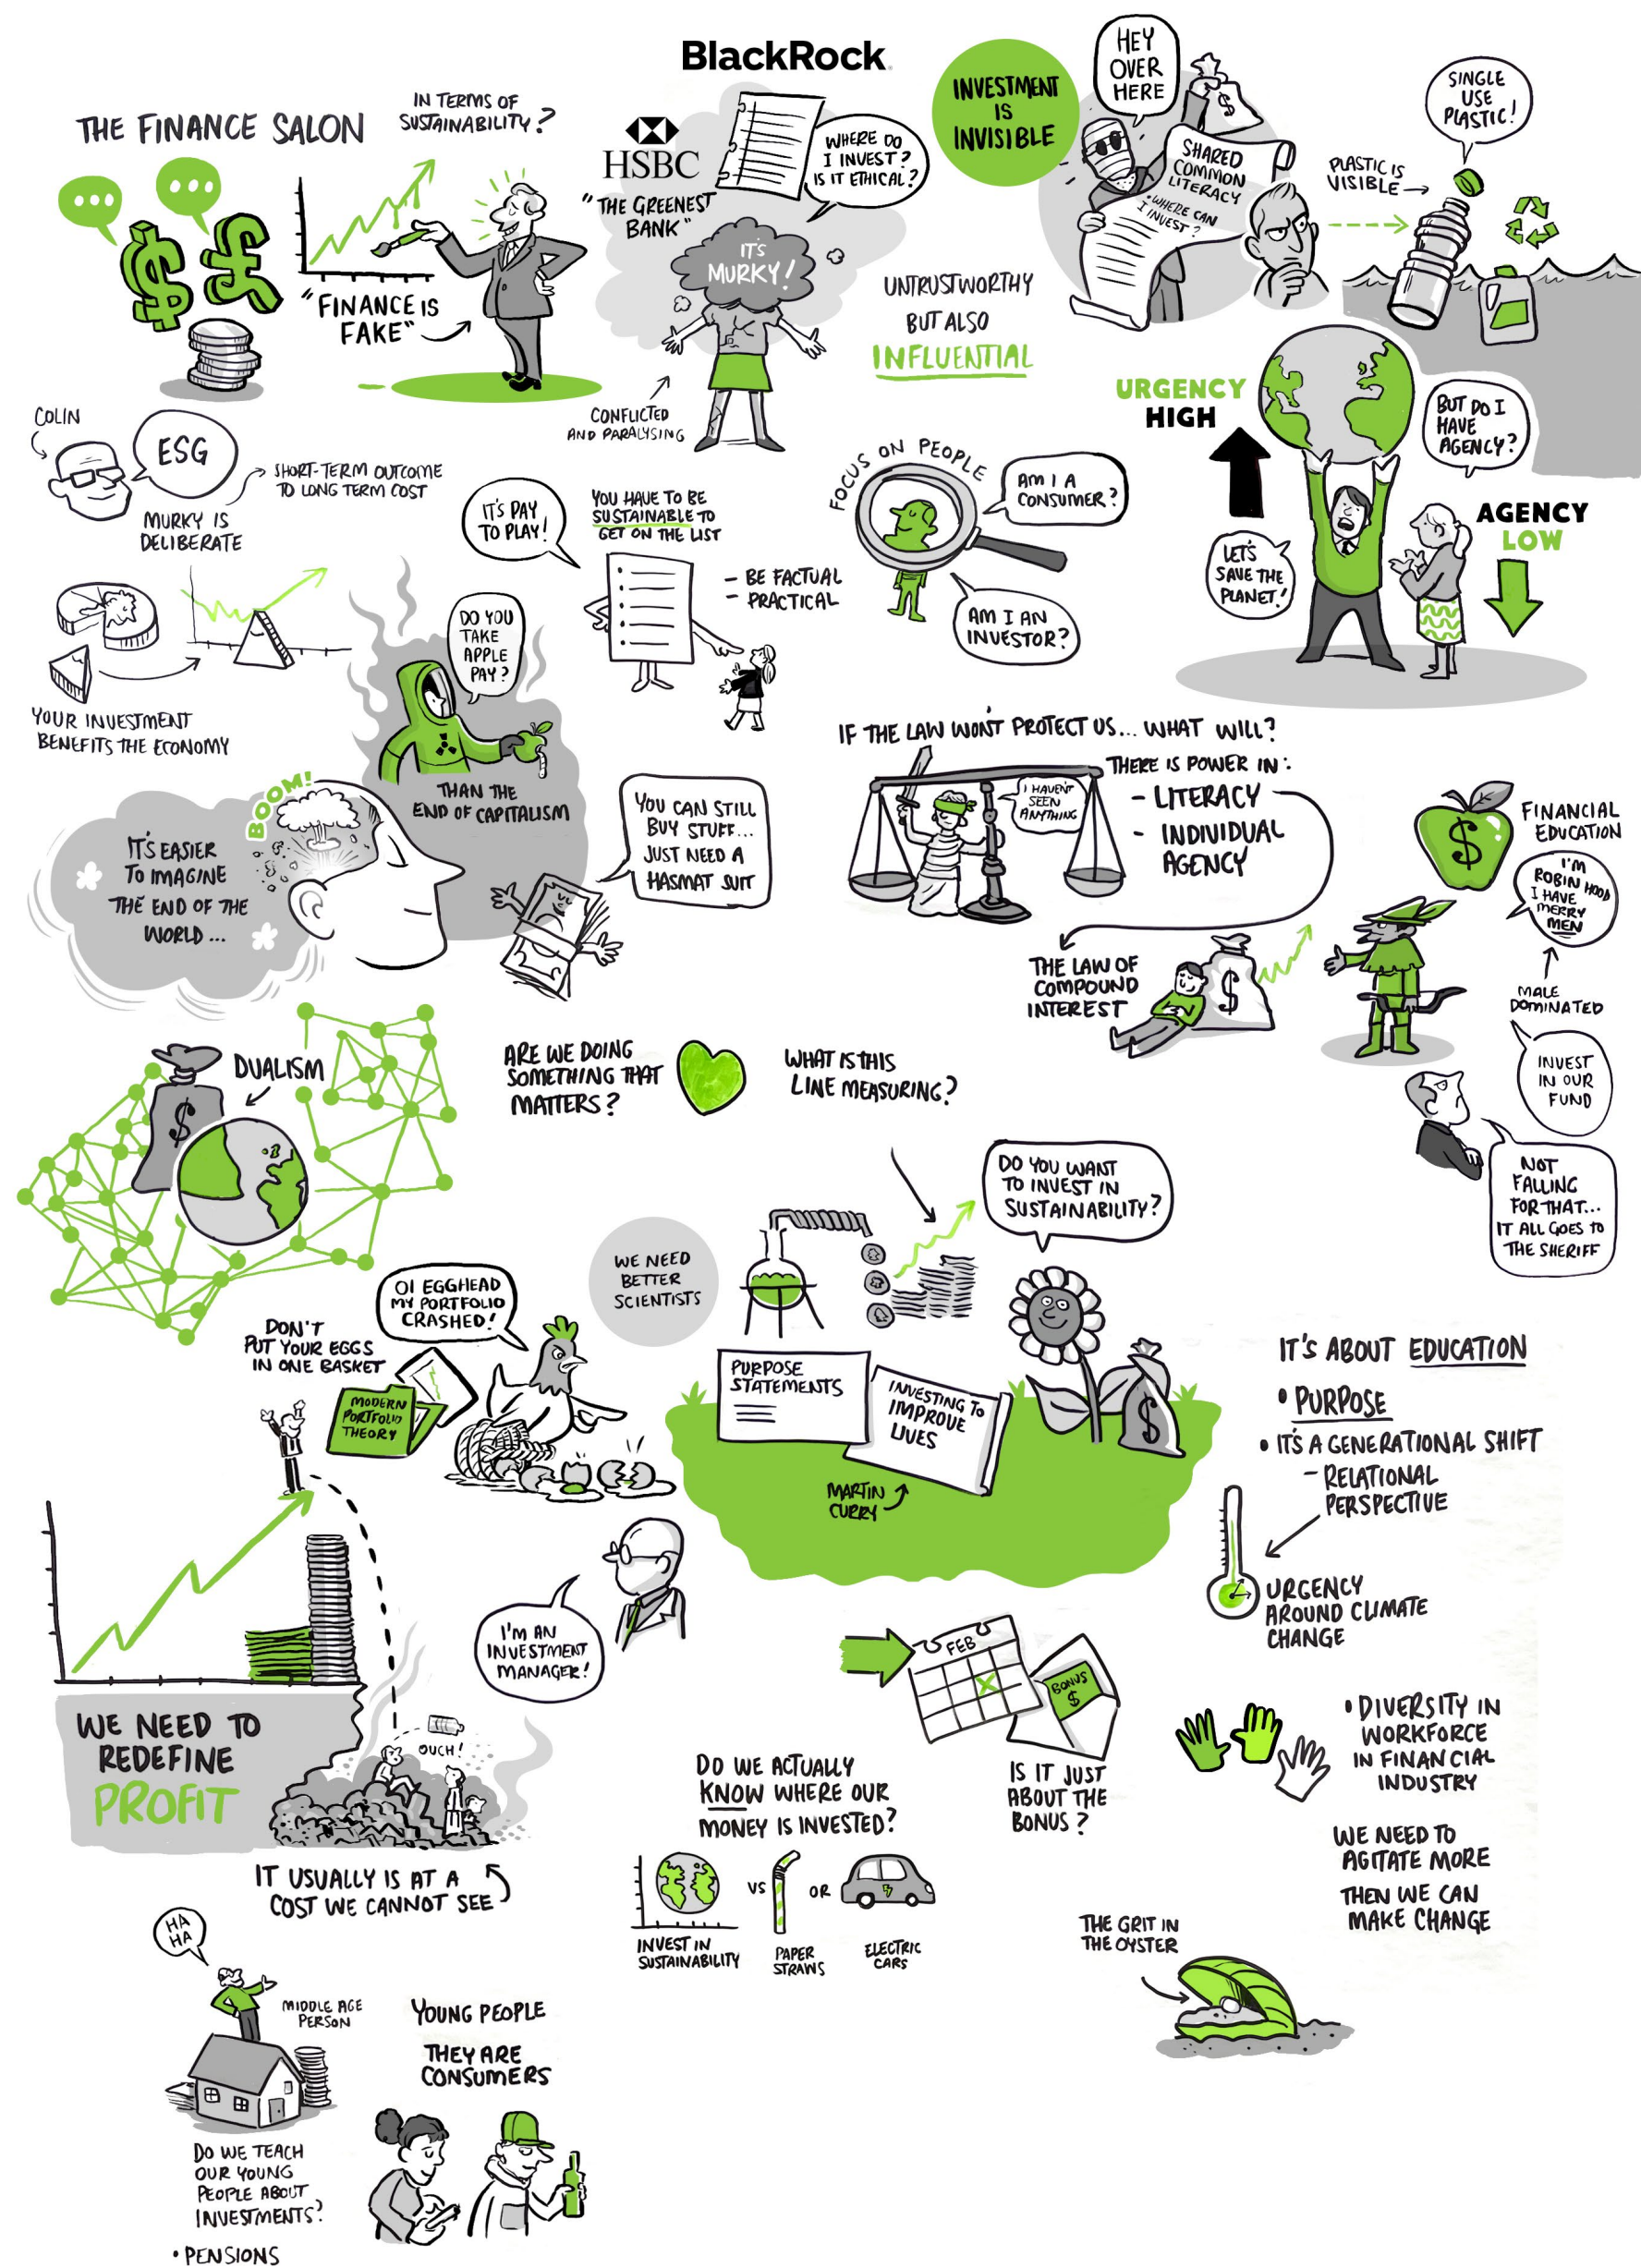 BlackRock
THE FINANCE SALON
IN TERMS OF
SUSTAINABILITY?
"FINANCE IS
FAKE"
$
£
HSBC
"THE GREENEST
BANK"
WHERE DO
I INVEST?
IS IT ETHICAL?
IT'S
MURKY!
CONFLICTED
AND PARALYSING
UNTRUSTWORTHY
BUT ALSO
INFLUENTIAL
INVESTMENT
IS
INVISIBLE
HEY
OVER
HERE
$
SHARED
COMMON
LITERACY
• WHERE CAN
I INVEST?
PLASTIC IS
VISIBLE
SINGLE
USE
PLASTIC!
URGENCY
HIGH
BUT DO I
HAVE
AGENCY?
LET'S
SAVE THE
PLANET!
AGENCY
LOW
COLIN
ESG
SHORT-TERM OUTCOME
TO LONG TERM COST
MURKY IS
DELIBERATE
YOUR INVESTMENT
BENEFITS THE ECONOMY
IT'S PAY
TO PLAY!
YOU HAVE TO BE
SUSTAINABLE TO
GET ON THE LIST
- BE FACTUAL
- PRACTICAL
FOCUS ON PEOPLE
AM I A
CONSUMER?
AM I AN
INVESTOR?
DO YOU
TAKE
APPLE
PAY?
IT'S EASIER
TO IMAGINE
THE END OF THE
WORLD...
BOOM!
THAN THE
END OF CAPITALISM
YOU CAN STILL
BUY STUFF...
JUST NEED A
HASMAT SUIT
IF THE LAW WON'T PROTECT US... WHAT WILL?
I HAVEN'T
SEEN
ANYTHING
THERE IS POWER IN:
- LITERACY
- INDIVIDUAL
AGENCY
THE LAW OF
COMPOUND
INTEREST
$
$
FINANCIAL
EDUCATION
I'M
ROBIN HOOD
I HAVE
MERRY
MEN
MALE
DOMINATED
INVEST
IN OUR
FUND
NOT
FALLING
FOR THAT...
IT ALL GOES TO
THE SHERIFF
DUALISM
$
ARE WE DOING
SOMETHING THAT
MATTERS?
WHAT IS THIS
LINE MEASURING?
WE NEED
BETTER
SCIENTISTS
DO YOU WANT
TO INVEST IN
SUSTAINABILITY?
PURPOSE
STATEMENTS
INVESTING TO
IMPROVE
LIVES
$
MARTIN
CURRY
OI EGGHEAD
MY PORTFOLIO
CRASHED!
DON'T
PUT YOUR EGGS
IN ONE BASKET
MODERN
PORTFOLIO
THEORY
IT'S ABOUT EDUCATION
• PURPOSE
• IT'S A GENERATIONAL SHIFT
- RELATIONAL
PERSPECTIVE
URGENCY
AROUND CLIMATE
CHANGE
I'M AN
INVESTMENT
MANAGER!
WE NEED TO
REDEFINE
PROFIT
OUCH!
IT USUALLY IS AT A
COST WE CANNOT SEE
FEB
BONUS
$
IS IT JUST
ABOUT THE
BONUS?
DO WE ACTUALLY
KNOW WHERE OUR
MONEY IS INVESTED?
VS
OR
INVEST IN
SUSTAINABILITY
PAPER
STRAWS
ELECTRIC
CARS
• DIVERSITY IN
WORKFORCE
IN FINANCIAL
INDUSTRY
WE NEED TO
AGITATE MORE
THEN WE CAN
MAKE CHANGE
THE GRIT IN
THE OYSTER
HA
HA
MIDDLE AGE
PERSON
YOUNG PEOPLE
THEY ARE
CONSUMERS
DO WE TEACH
OUR YOUNG
PEOPLE ABOUT
INVESTMENTS?
• PENSIONS